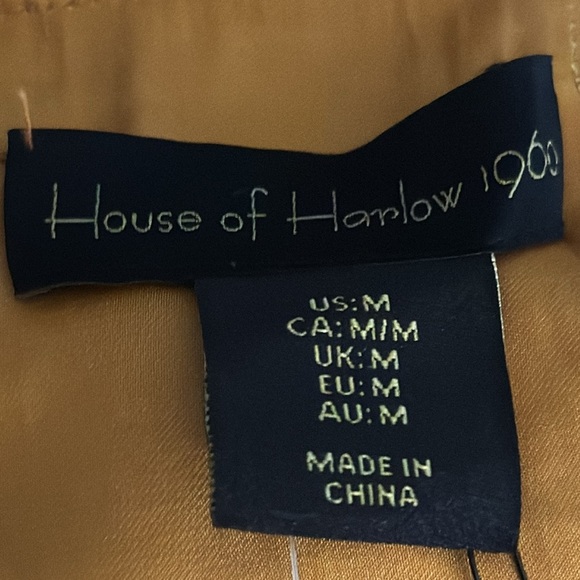 House of Harlow 1960
US:M
CA:M/M
UK:M
EU:M
AU:M
MADE IN
CHINA